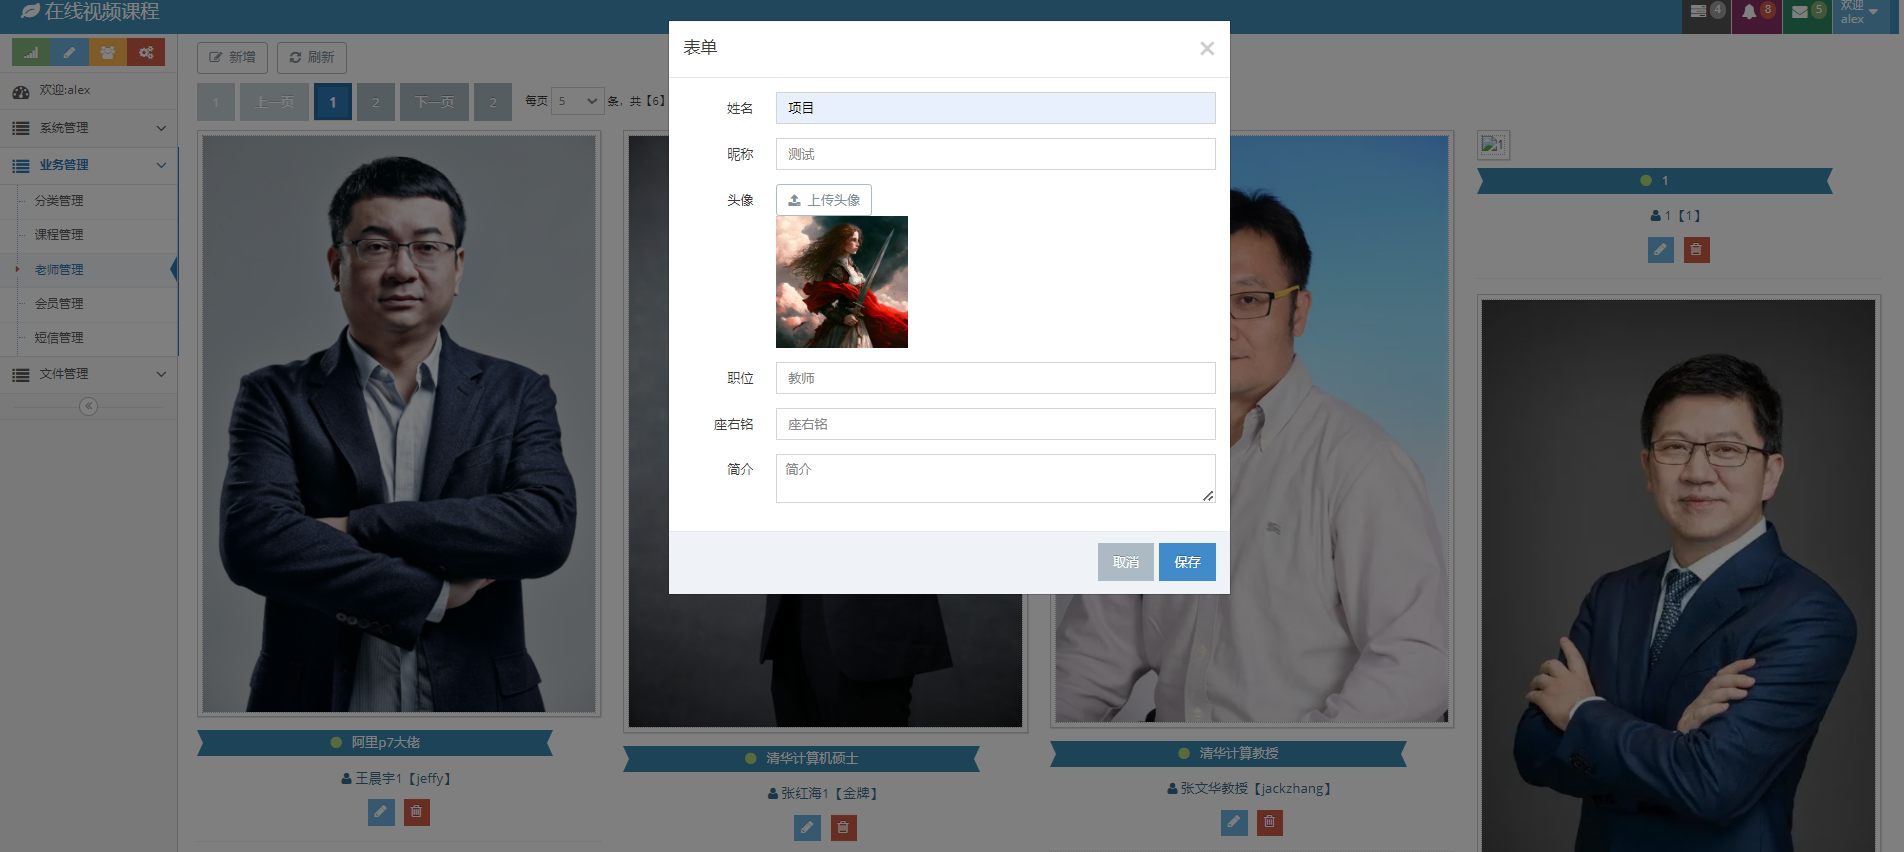 在线视频课程
4
8
5
欢迎
alex
欢迎:alex
系统管理
业务管理
分类管理
课程管理
老师管理
会员管理
短信管理
文件管理
新增
刷新
1
上一页
1
2
下一页
2
每页
5
条，共【6】
表单
×
姓名
项目
昵称
测试
头像
上传头像
职位
教师
座右铭
座右铭
简介
简介
取消
保存
阿里p7大佬
王晨宇1【jeffy】
清华计算机硕士
张红海1【金牌】
清华计算教授
张文华教授【jackzhang】
1
1
1【1】